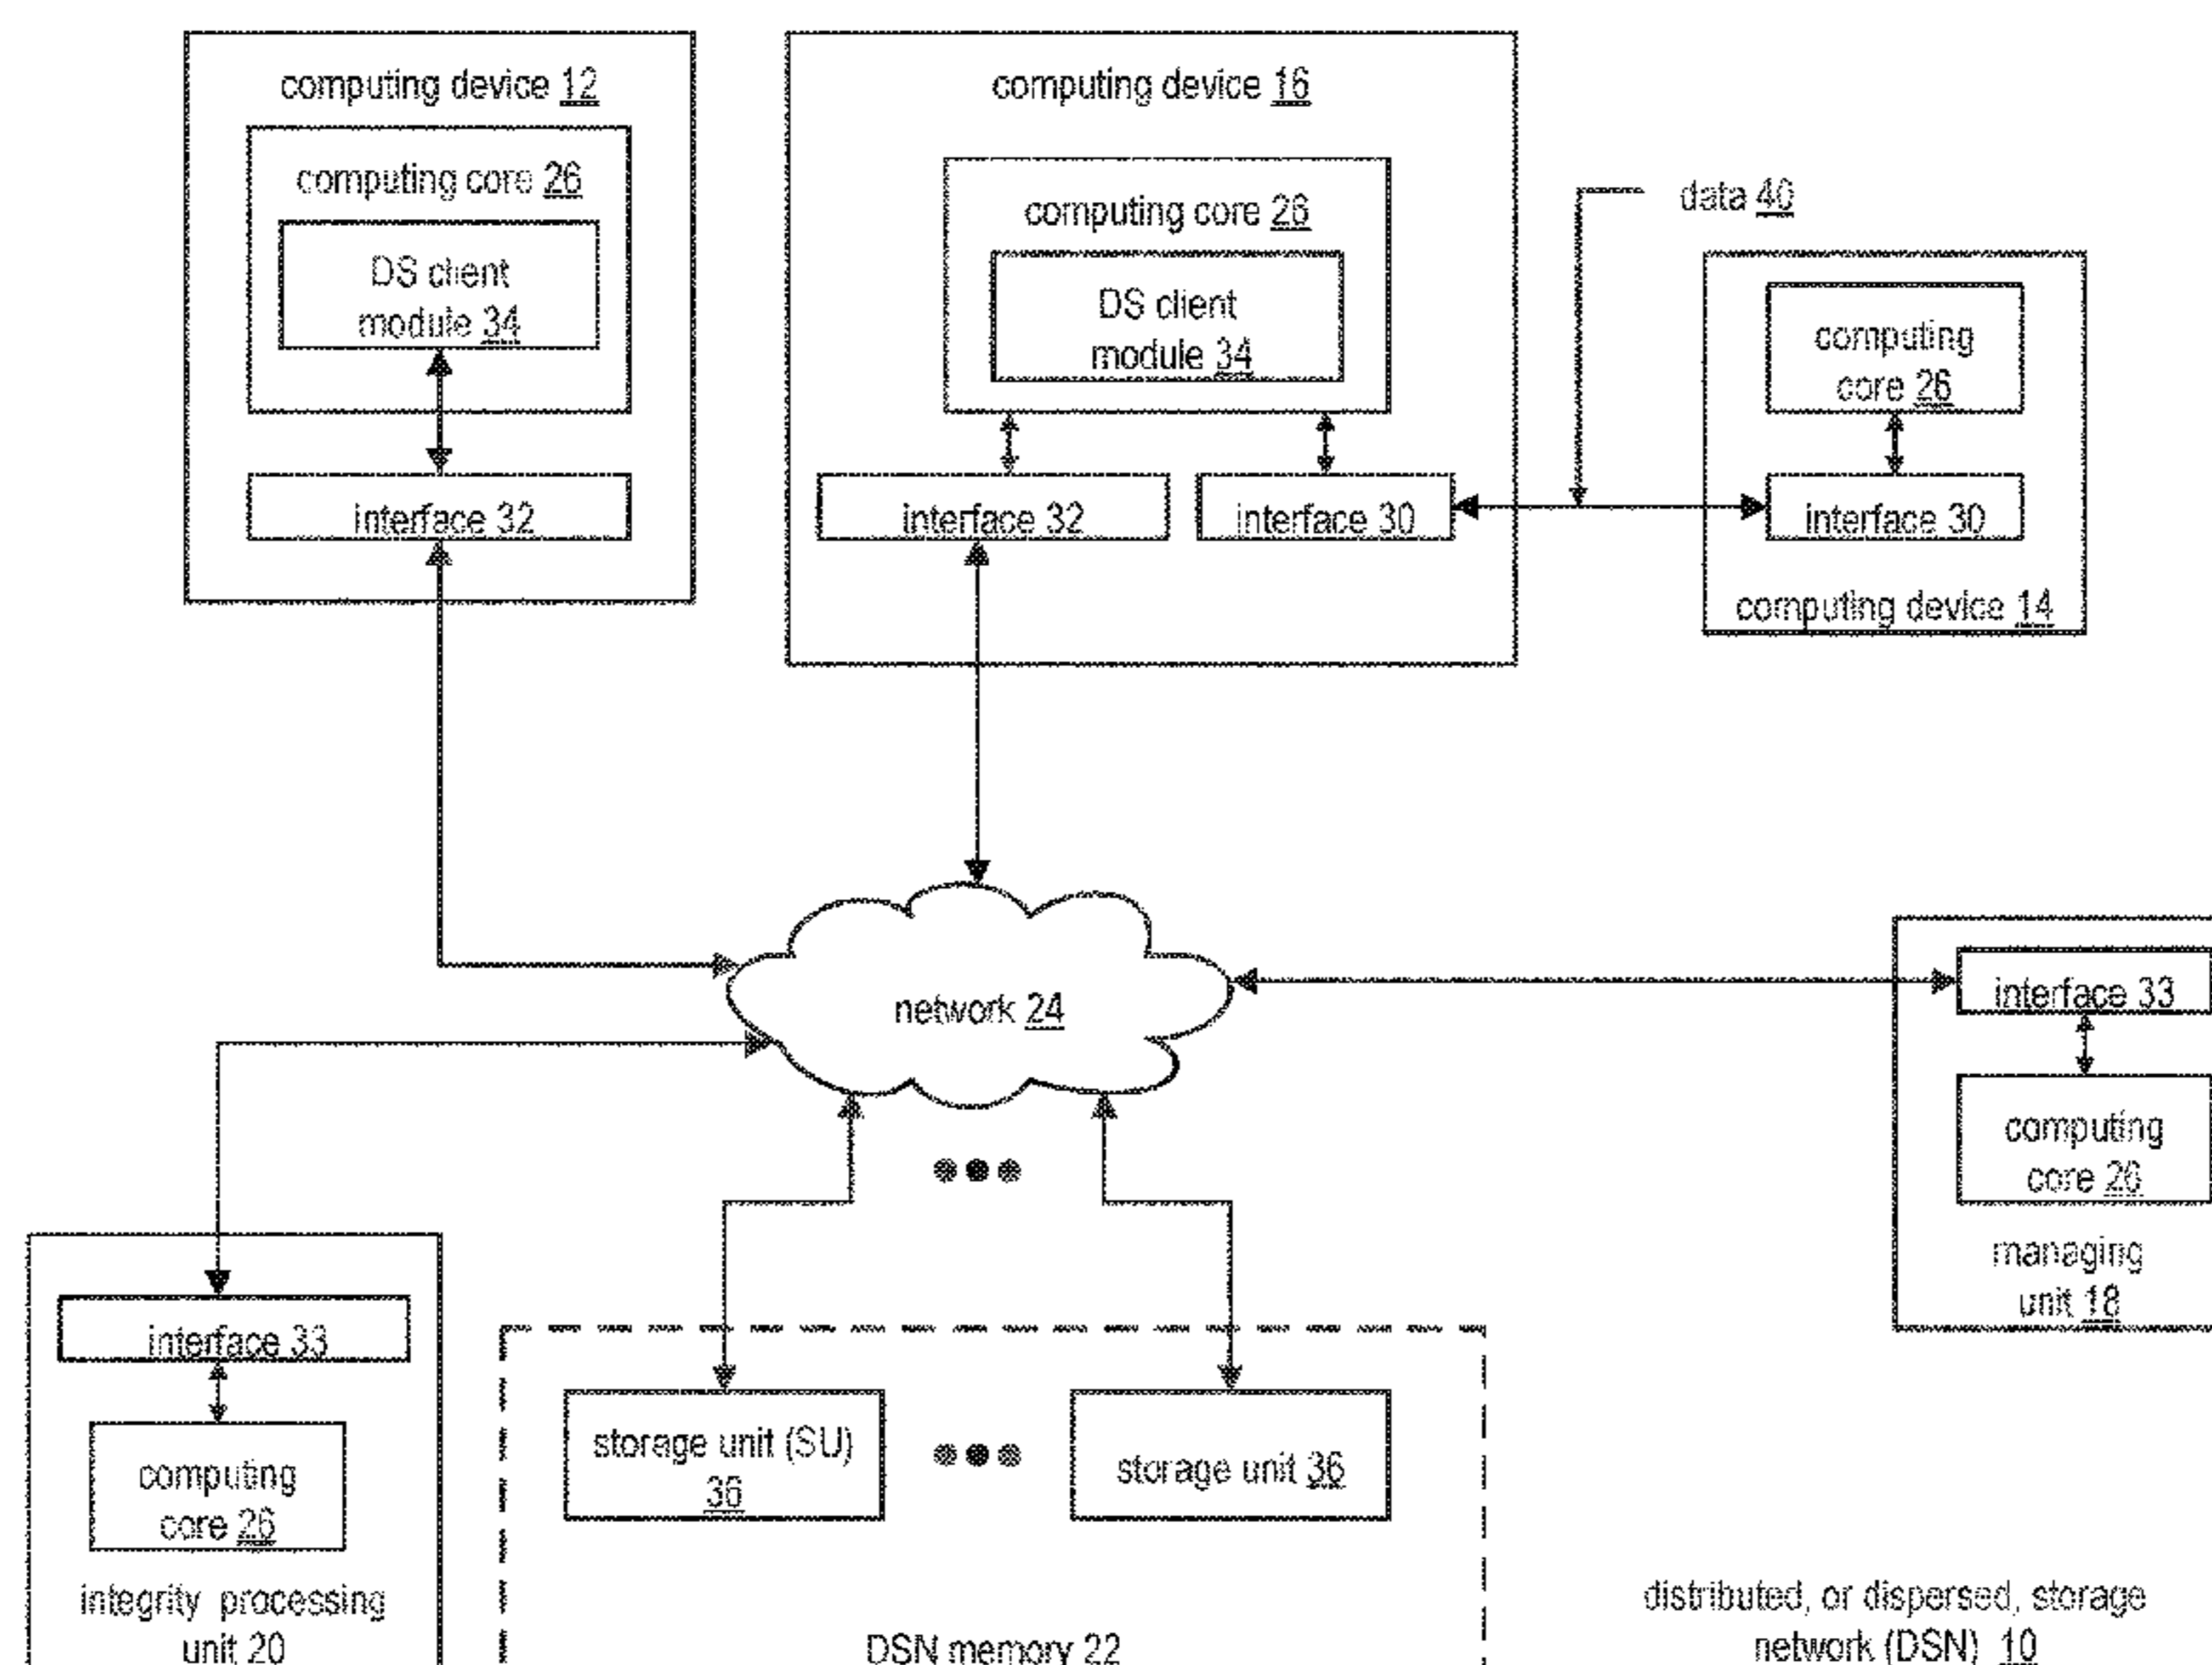 computing device 12
computing core 26
DS client
module 34
interface 32
computing device 16
computing core 26
DS client
module 34
interface 32
interface 30
data 40
computing
core 26
interface 30
computing device 14
network 24
interface 33
computing
core 26
managing
unit 18
interface 33
computing
core 26
integrity processing
unit 20
storage unit (SU)
36
storage unit 36
DSN memory 22
distributed, or dispersed, storage
network (DSN) 10